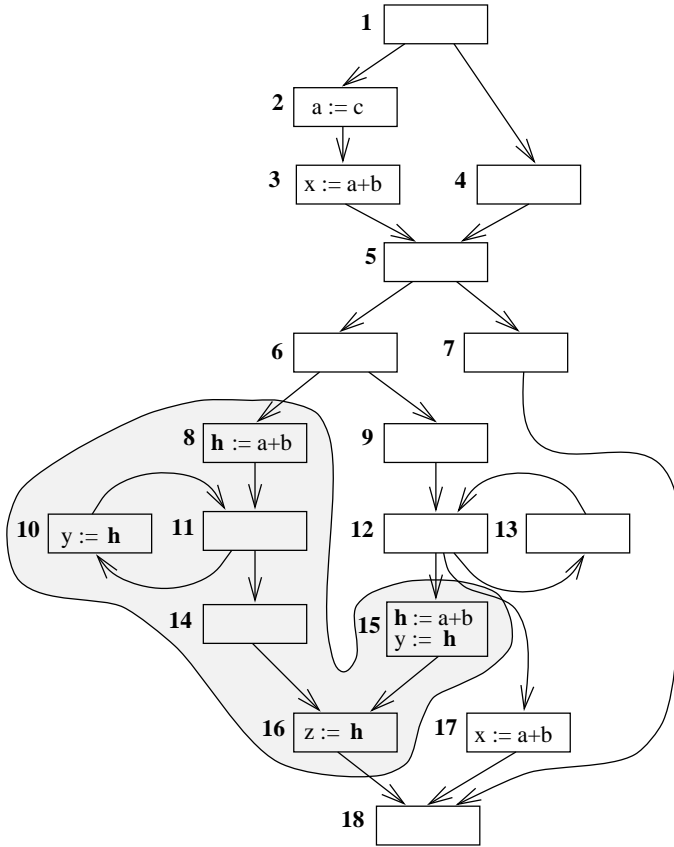 1
2 a := c
3 x := a+b
4
5
6
7
8 h := a+b
9
10 y := h
11
12
13
14
15 h := a+b
y := h
16 z := h
17 x := a+b
18